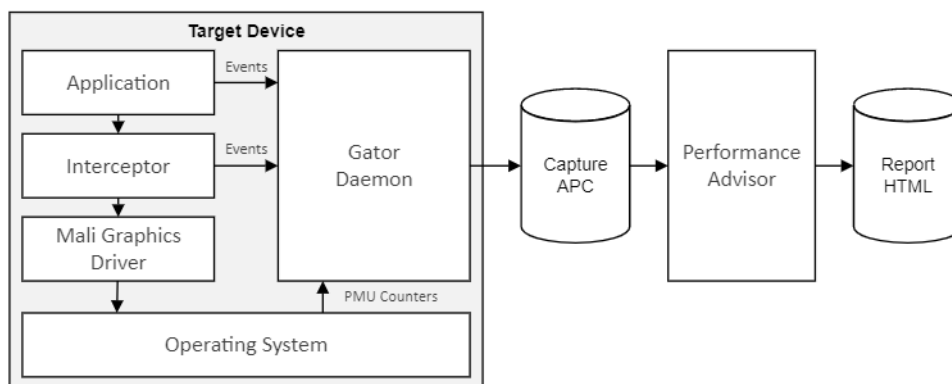 Target Device
Application
Events
Interceptor
Events
Gator
Daemon
Mali Graphics
Driver
PMU Counters
Operating System
Capture
APC
Performance
Advisor
Report
HTML